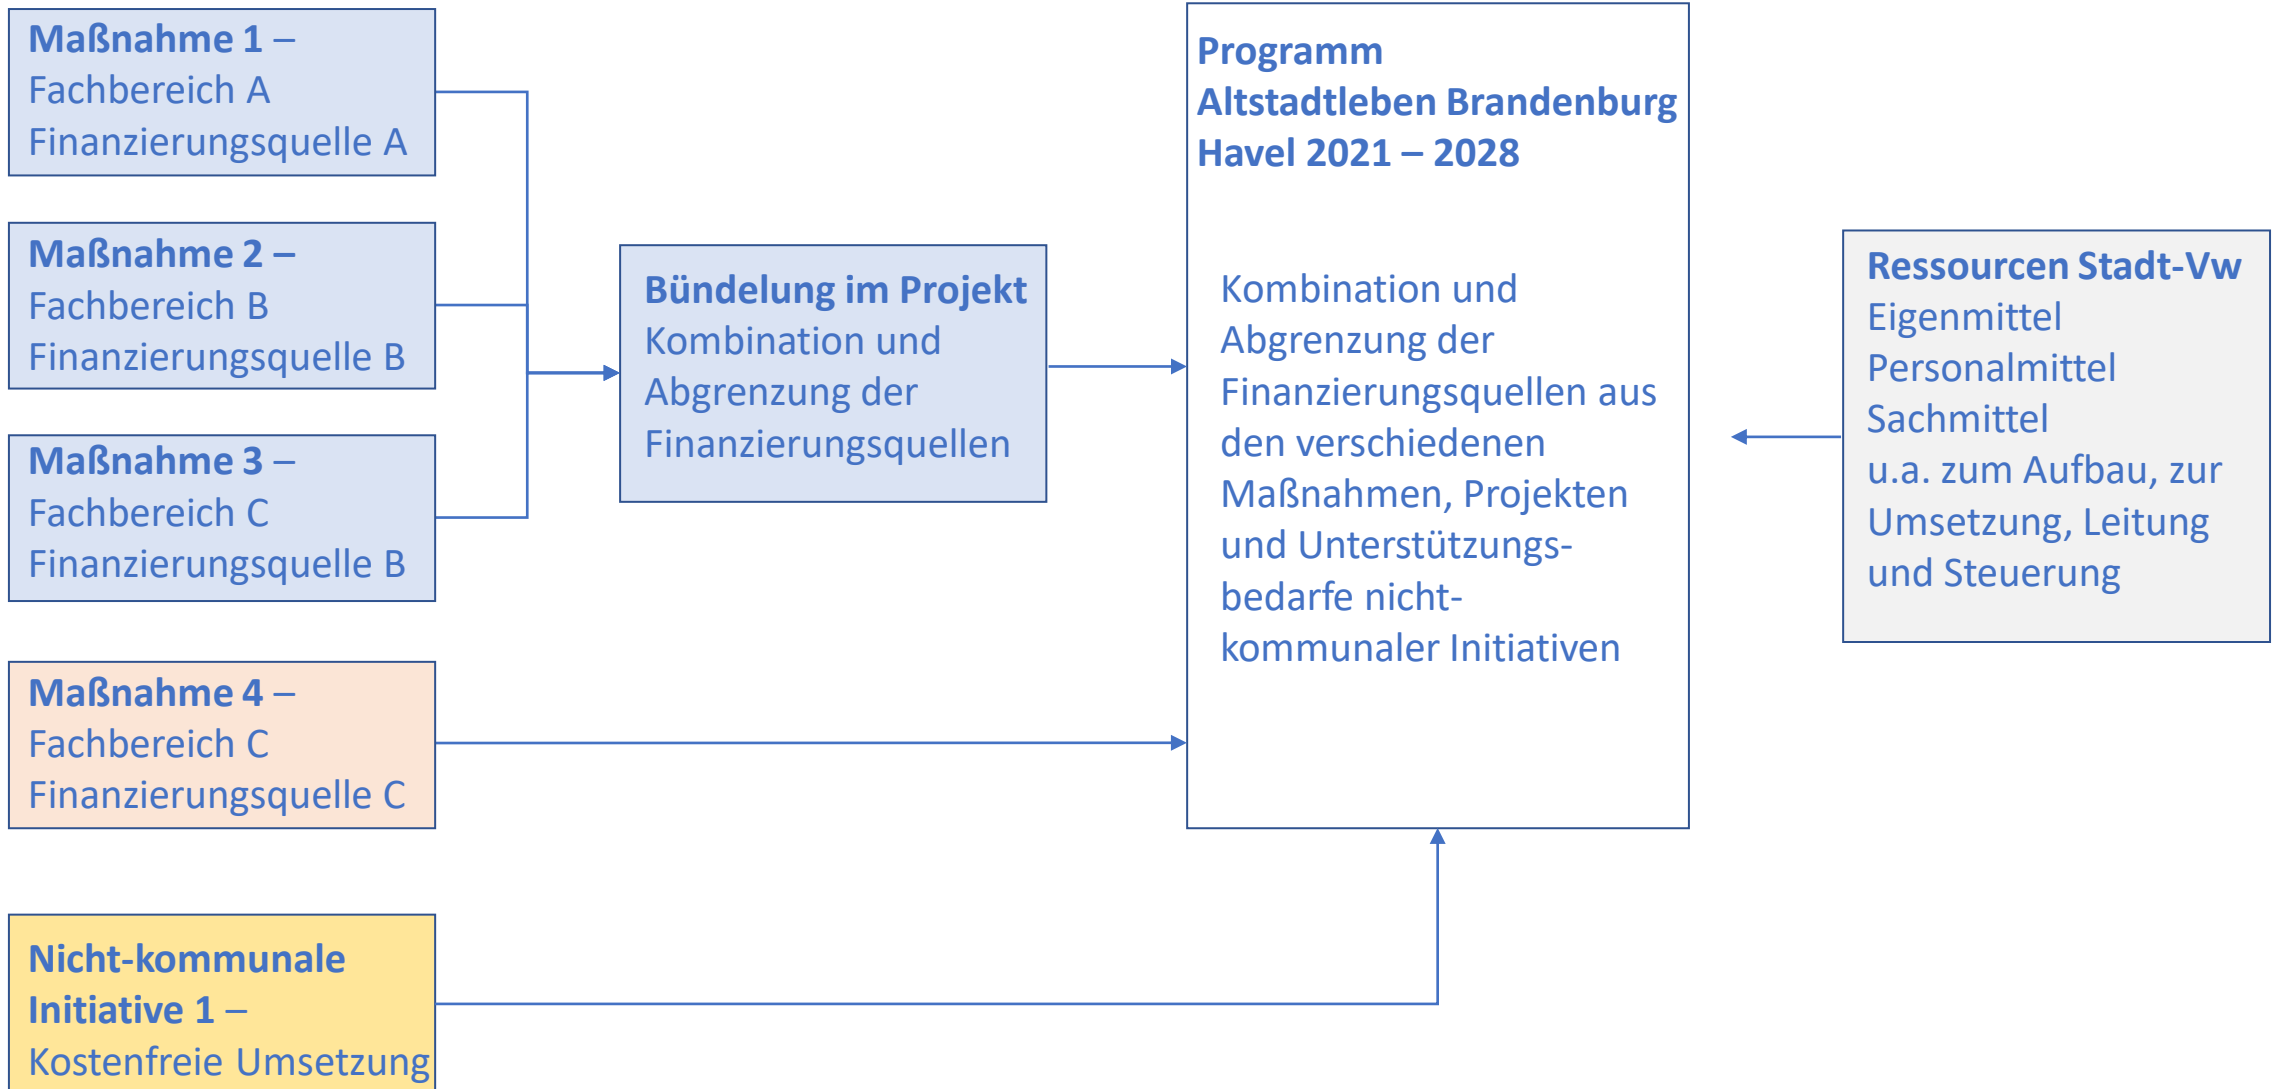 Maßnahme 1 –
Fachbereich A
Finanzierungsquelle A
Maßnahme 2 –
Fachbereich B
Finanzierungsquelle B
Maßnahme 3 –
Fachbereich C
Finanzierungsquelle B
Maßnahme 4 –
Fachbereich C
Finanzierungsquelle C
Nicht-kommunale
Initiative 1 –
Kostenfreie Umsetzung
Bündelung im Projekt
Kombination und
Abgrenzung der
Finanzierungsquellen
Programm
Altstadtleben Brandenburg
Havel 2021 – 2028
Kombination und
Abgrenzung der
Finanzierungsquellen aus
den verschiedenen
Maßnahmen, Projekten
und Unterstützungs-
bedarfe nicht-
kommunaler Initiativen
Ressourcen Stadt-Vw
Eigenmittel
Personalmittel
Sachmittel
u.a. zum Aufbau, zur
Umsetzung, Leitung
und Steuerung